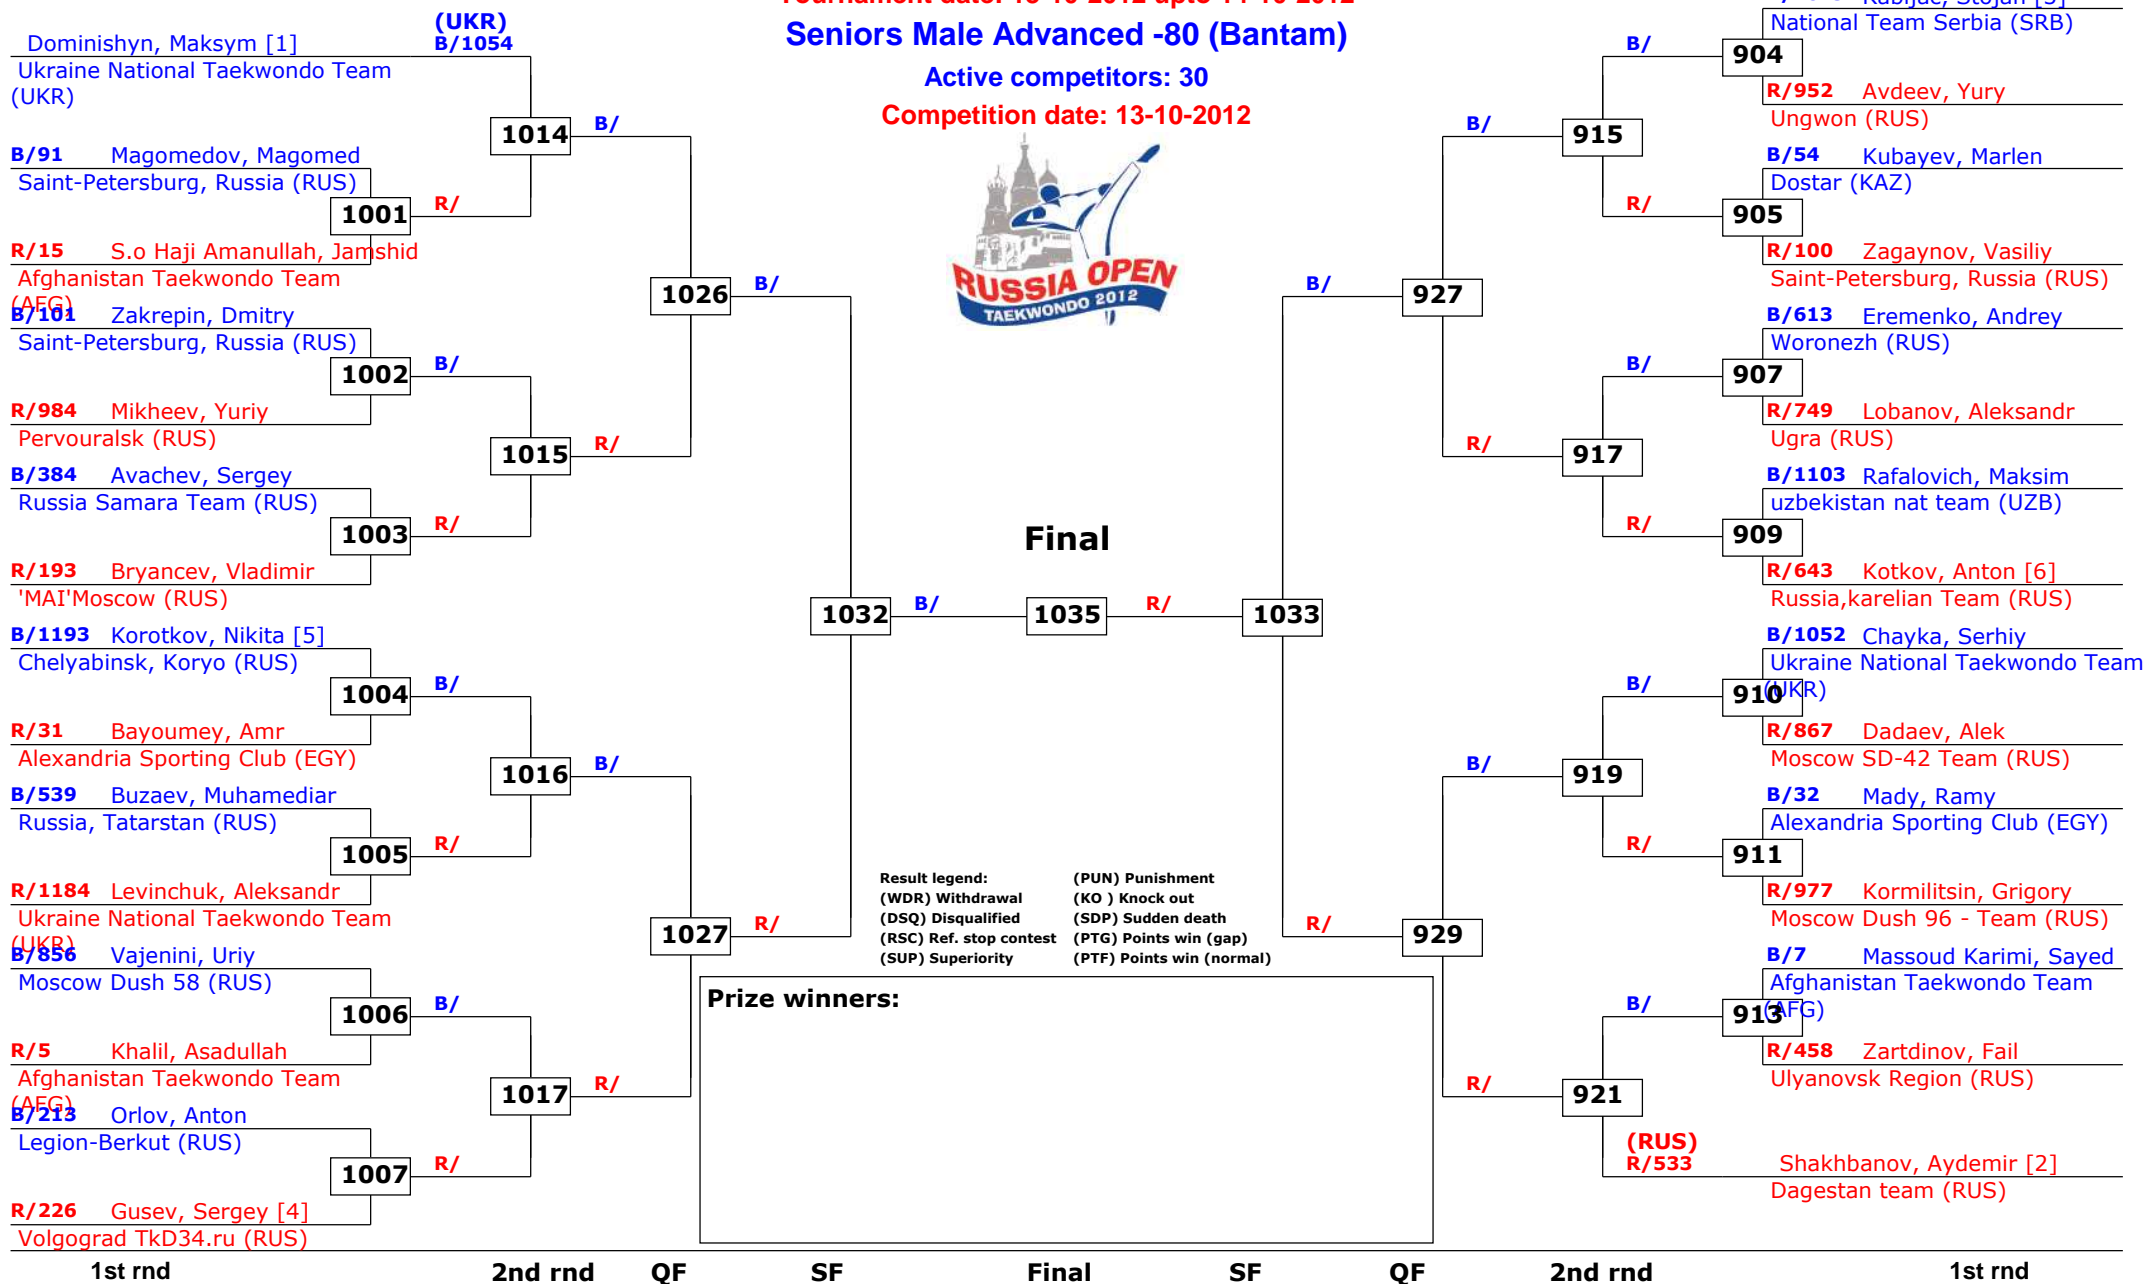 Seniors Male Advanced -80 (Bantam)
Active competitors: 30
Competition date: 13-10-2012
RUSSIA OPEN
TAEKWONDO 2012
(UKR)
Dominishyn, Maksym [1] B/1054
Ukraine National Taekwondo Team
(UKR)
1014 B/
B/91 Magomedov, Magomed
Saint-Petersburg, Russia (RUS)
1001 R/
R/15 S.o Haji Amanullah, Jamshid
Afghanistan Taekwondo Team
(AFG)
1026 B/
B/101 Zakrepin, Dmitry
Saint-Petersburg, Russia (RUS)
1002 B/
R/984 Mikheev, Yuriy
Pervouralsk (RUS)
1015 R/
B/384 Avachev, Sergey
Russia Samara Team (RUS)
1003 R/
R/193 Bryancev, Vladimir
'MAI'Moscow (RUS)
1032 B/
B/1193 Korotkov, Nikita [5]
Chelyabinsk, Koryo (RUS)
1004 B/
R/31 Bayoumey, Amr
Alexandria Sporting Club (EGY)
1016 B/
B/539 Buzaev, Muhamediar
Russia, Tatarstan (RUS)
1005 R/
R/1184 Levinchuk, Aleksandr
Ukraine National Taekwondo Team
(UKR)
1027 R/
B/856 Vajenini, Uriy
Moscow Dush 58 (RUS)
1006 B/
R/5 Khalil, Asadullah
Afghanistan Taekwondo Team
(AFG)
1017 R/
B/213 Orlov, Anton
Legion-Berkut (RUS)
1007 R/
R/226 Gusev, Sergey [4]
Volgograd TkD34.ru (RUS)
Final
1035 R/
1033
National Team Serbia (SRB)
B/ 904
R/952 Avdeev, Yury
Ungwon (RUS)
B/ 915
B/54 Kubayev, Marlen
Dostar (KAZ)
R/ 905
R/100 Zagaynov, Vasiliy
Saint-Petersburg, Russia (RUS)
B/ 927
B/613 Eremenko, Andrey
Woronezh (RUS)
B/ 907
R/749 Lobanov, Aleksandr
Ugra (RUS)
R/ 917
B/1103 Rafalovich, Maksim
uzbekistan nat team (UZB)
R/ 909
R/643 Kotkov, Anton [6]
Russia,karelian Team (RUS)
B/1052 Chayka, Serhiy
Ukraine National Taekwondo Team
(UKR)
B/ 910
R/867 Dadaev, Alek
Moscow SD-42 Team (RUS)
B/ 919
B/32 Mady, Ramy
Alexandria Sporting Club (EGY)
R/ 911
R/977 Kormilitsin, Grigory
Moscow Dush 96 - Team (RUS)
R/ 929
B/7 Massoud Karimi, Sayed
Afghanistan Taekwondo Team
(AFG)
B/ 913
R/458 Zartdinov, Fail
Ulyanovsk Region (RUS)
R/ 921
(RUS)
R/533 Shakhbanov, Aydemir [2]
Dagestan team (RUS)
Result legend: (PUN) Punishment
(WDR) Withdrawal (KO ) Knock out
(DSQ) Disqualified (SDP) Sudden death
(RSC) Ref. stop contest (PTG) Points win (gap)
(SUP) Superiority (PTF) Points win (normal)
Prize winners:
1st rnd 2nd rnd QF SF Final SF QF 2nd rnd 1st rnd